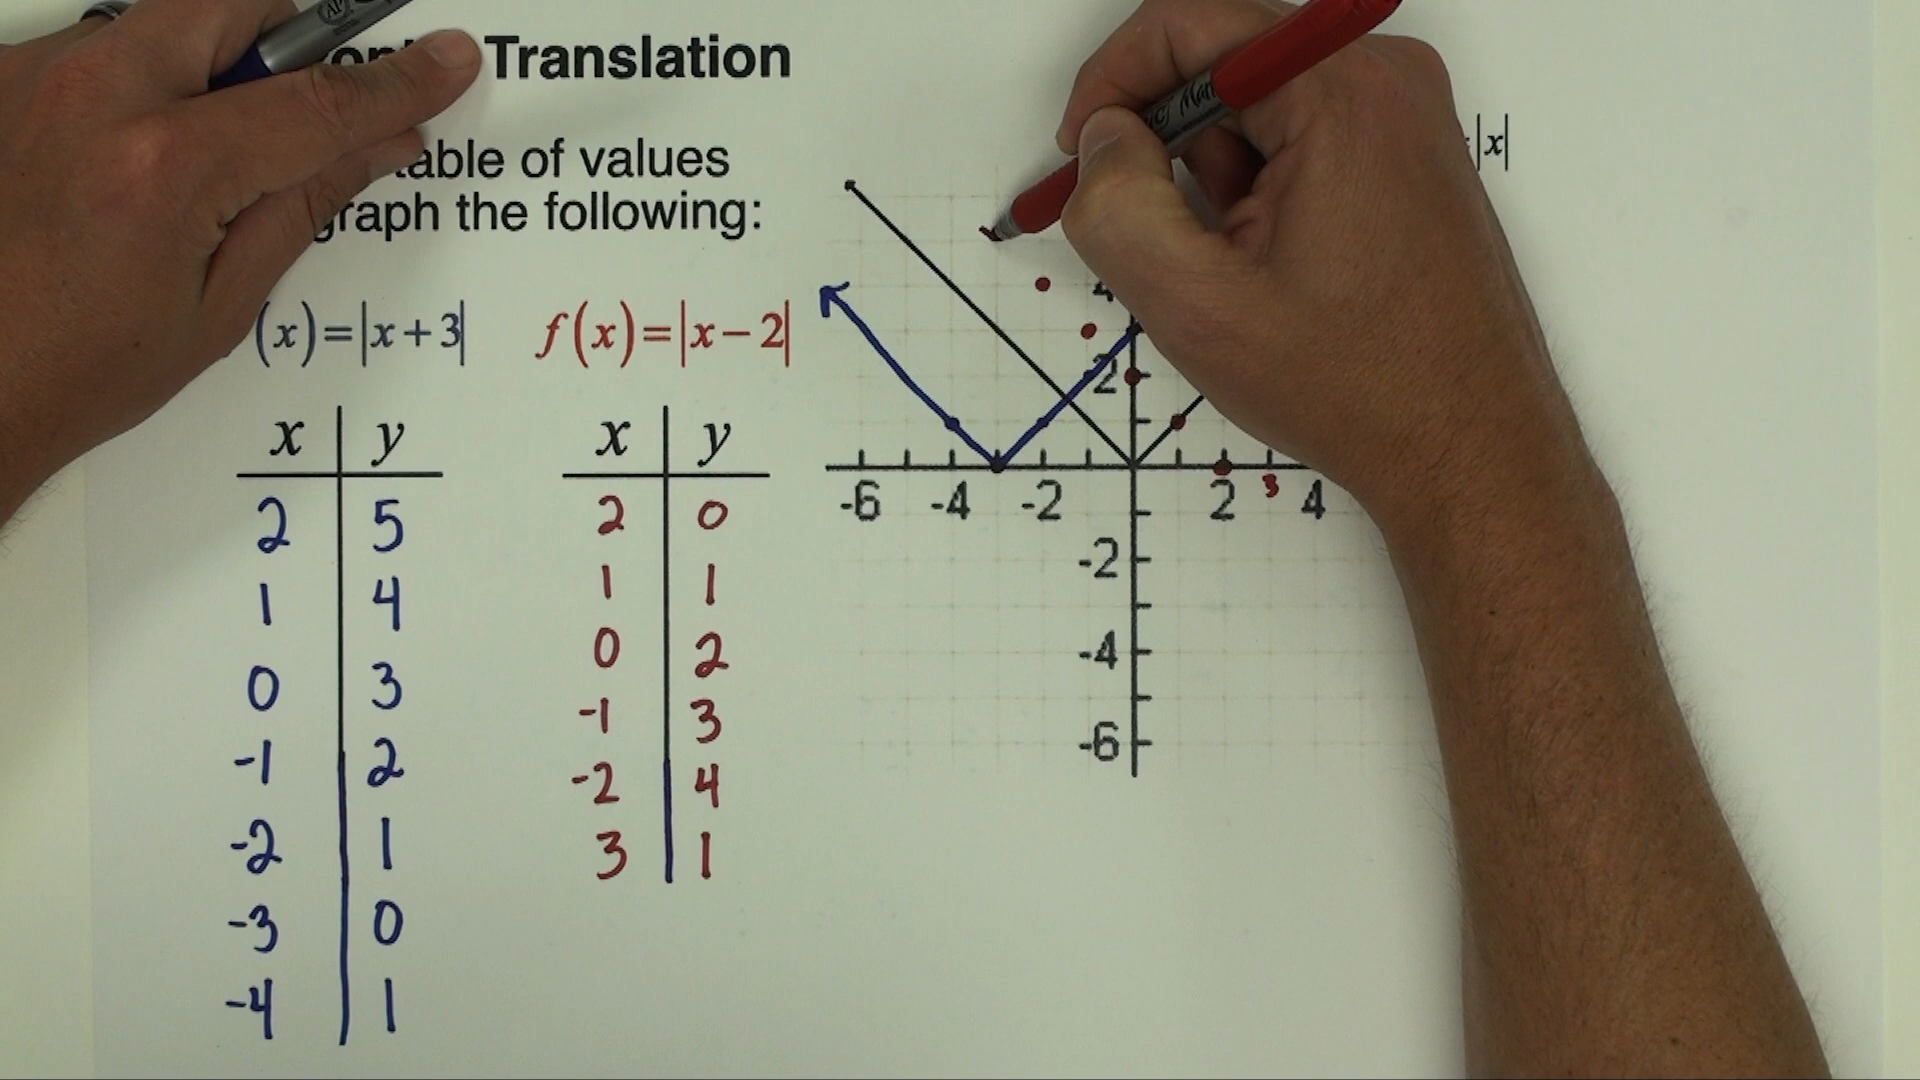 Translation
table of values
graph the following:
(x)=|x+3| f(x)=|x−2|
|x|
x y x y
2 5 2 0
1 4 1 1
0 3 0 2
-1 2 -1 3
-2 1 -2 4
-3 0 3 1
-4 1
4
2
-6 -4 -2 2 3 4
-2
-4
-6